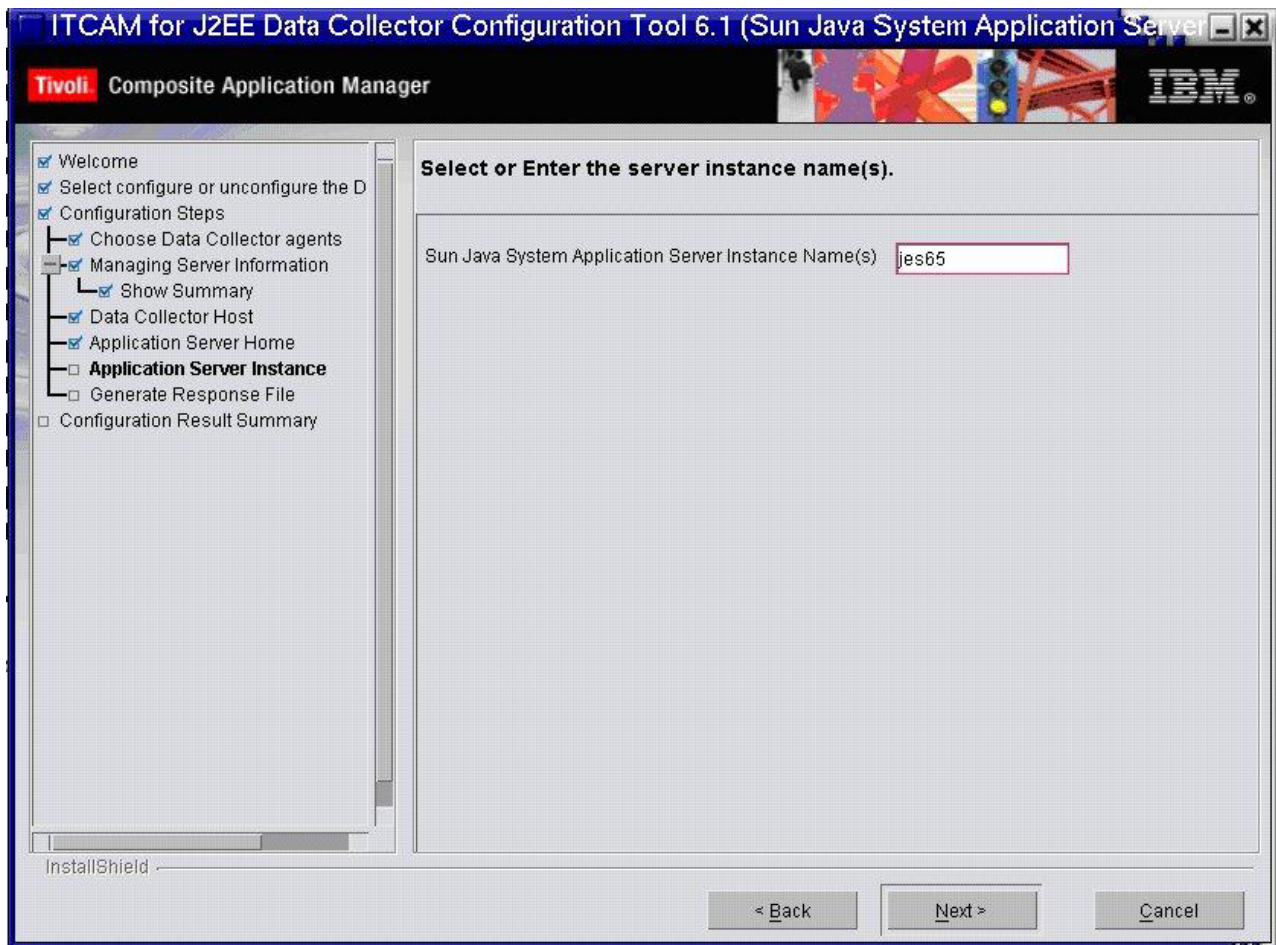 ITCAM for J2EE Data Collector Configuration Tool 6.1 (Sun Java System Application Server
Tivoli. Composite Application Manager
IBM®
Welcome
Select configure or unconfigure the D
Configuration Steps
Choose Data Collector agents
Managing Server Information
Show Summary
Data Collector Host
Application Server Home
Application Server Instance
Generate Response File
Configuration Result Summary
Select or Enter the server instance name(s).
Sun Java System Application Server Instance Name(s) jes65
InstallShield
< Back Next > Cancel